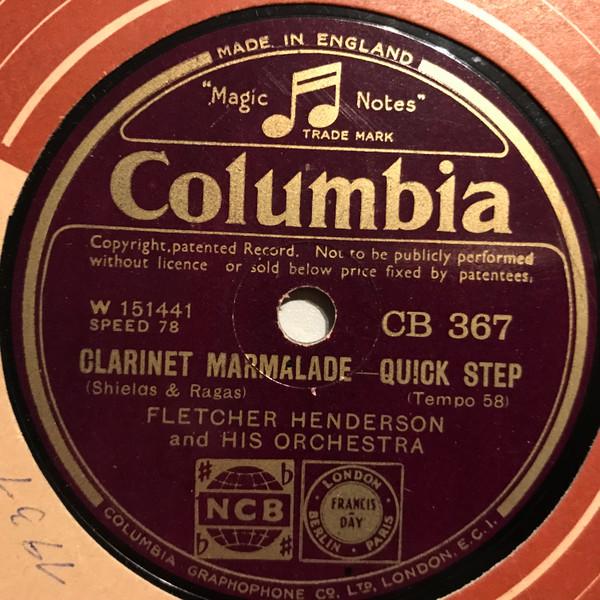 MADE IN ENGLAND
"Magic Notes"
TRADE MARK
Columbia
Copyright, patented Record. Not to be publicly performed
without licence or sold below price fixed by patentees.
W 151441
SPEED 78
CB 367
CLARINET MARMALADE — QUICK STEP
(Shields & Ragas) (Tempo 58)
FLETCHER HENDERSON
and HIS ORCHESTRA
♯ ♭
NCB
♭ ♯
LONDON
FRANCIS
-
DAY
BERLIN PARIS
COLUMBIA GRAPHOPHONE CO. LTD, LONDON, E.C.1.